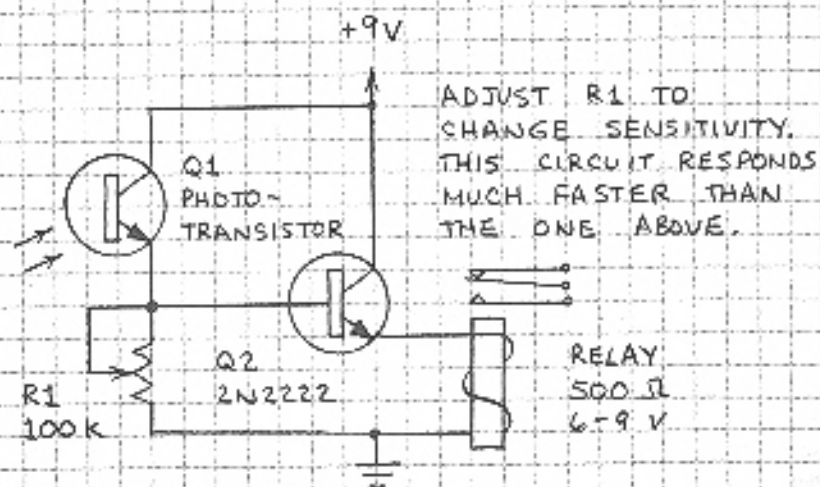 +9V
ADJUST R1 TO
CHANGE SENSITIVITY.
THIS CIRCUIT RESPONDS
MUCH FASTER THAN
THE ONE ABOVE.
Q1
PHOTO-
TRANSISTOR
Q2
2N2222
R1
100K
RELAY
500 Ω
6-9 V